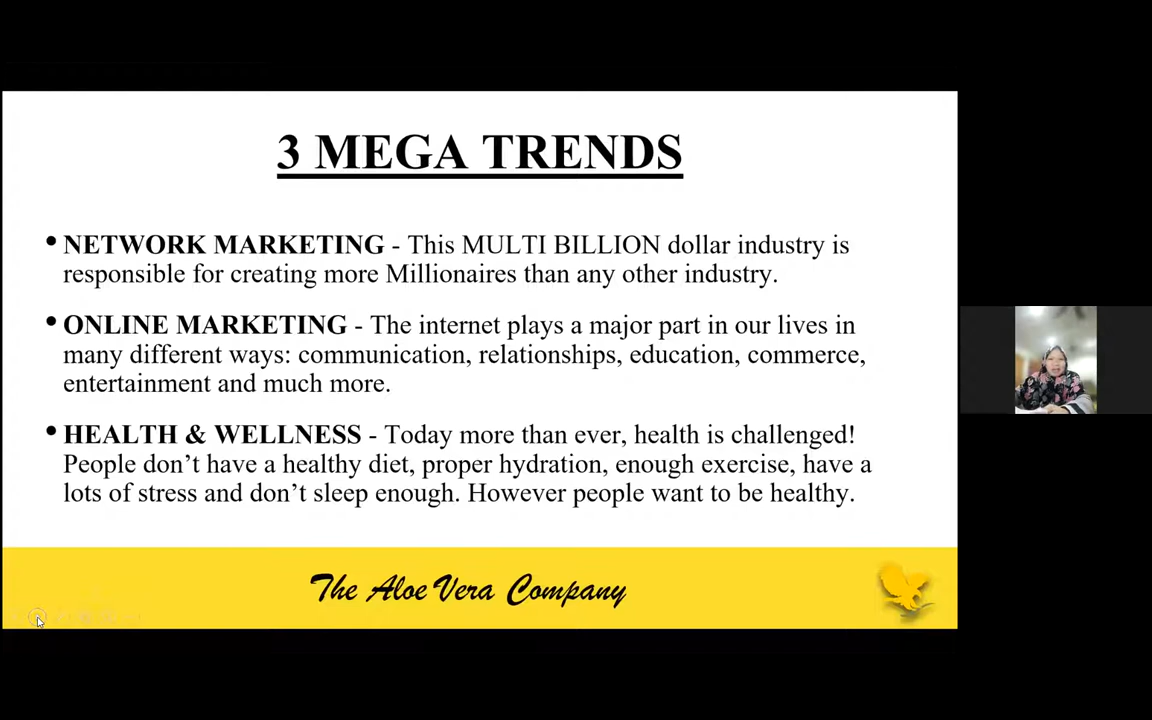 3 MEGA TRENDS
• NETWORK MARKETING - This MULTI BILLION dollar industry is
responsible for creating more Millionaires than any other industry.
• ONLINE MARKETING - The internet plays a major part in our lives in
many different ways: communication, relationships, education, commerce,
entertainment and much more.
• HEALTH & WELLNESS - Today more than ever, health is challenged!
People don’t have a healthy diet, proper hydration, enough exercise, have a
lots of stress and don’t sleep enough. However people want to be healthy.
The Aloe Vera Company